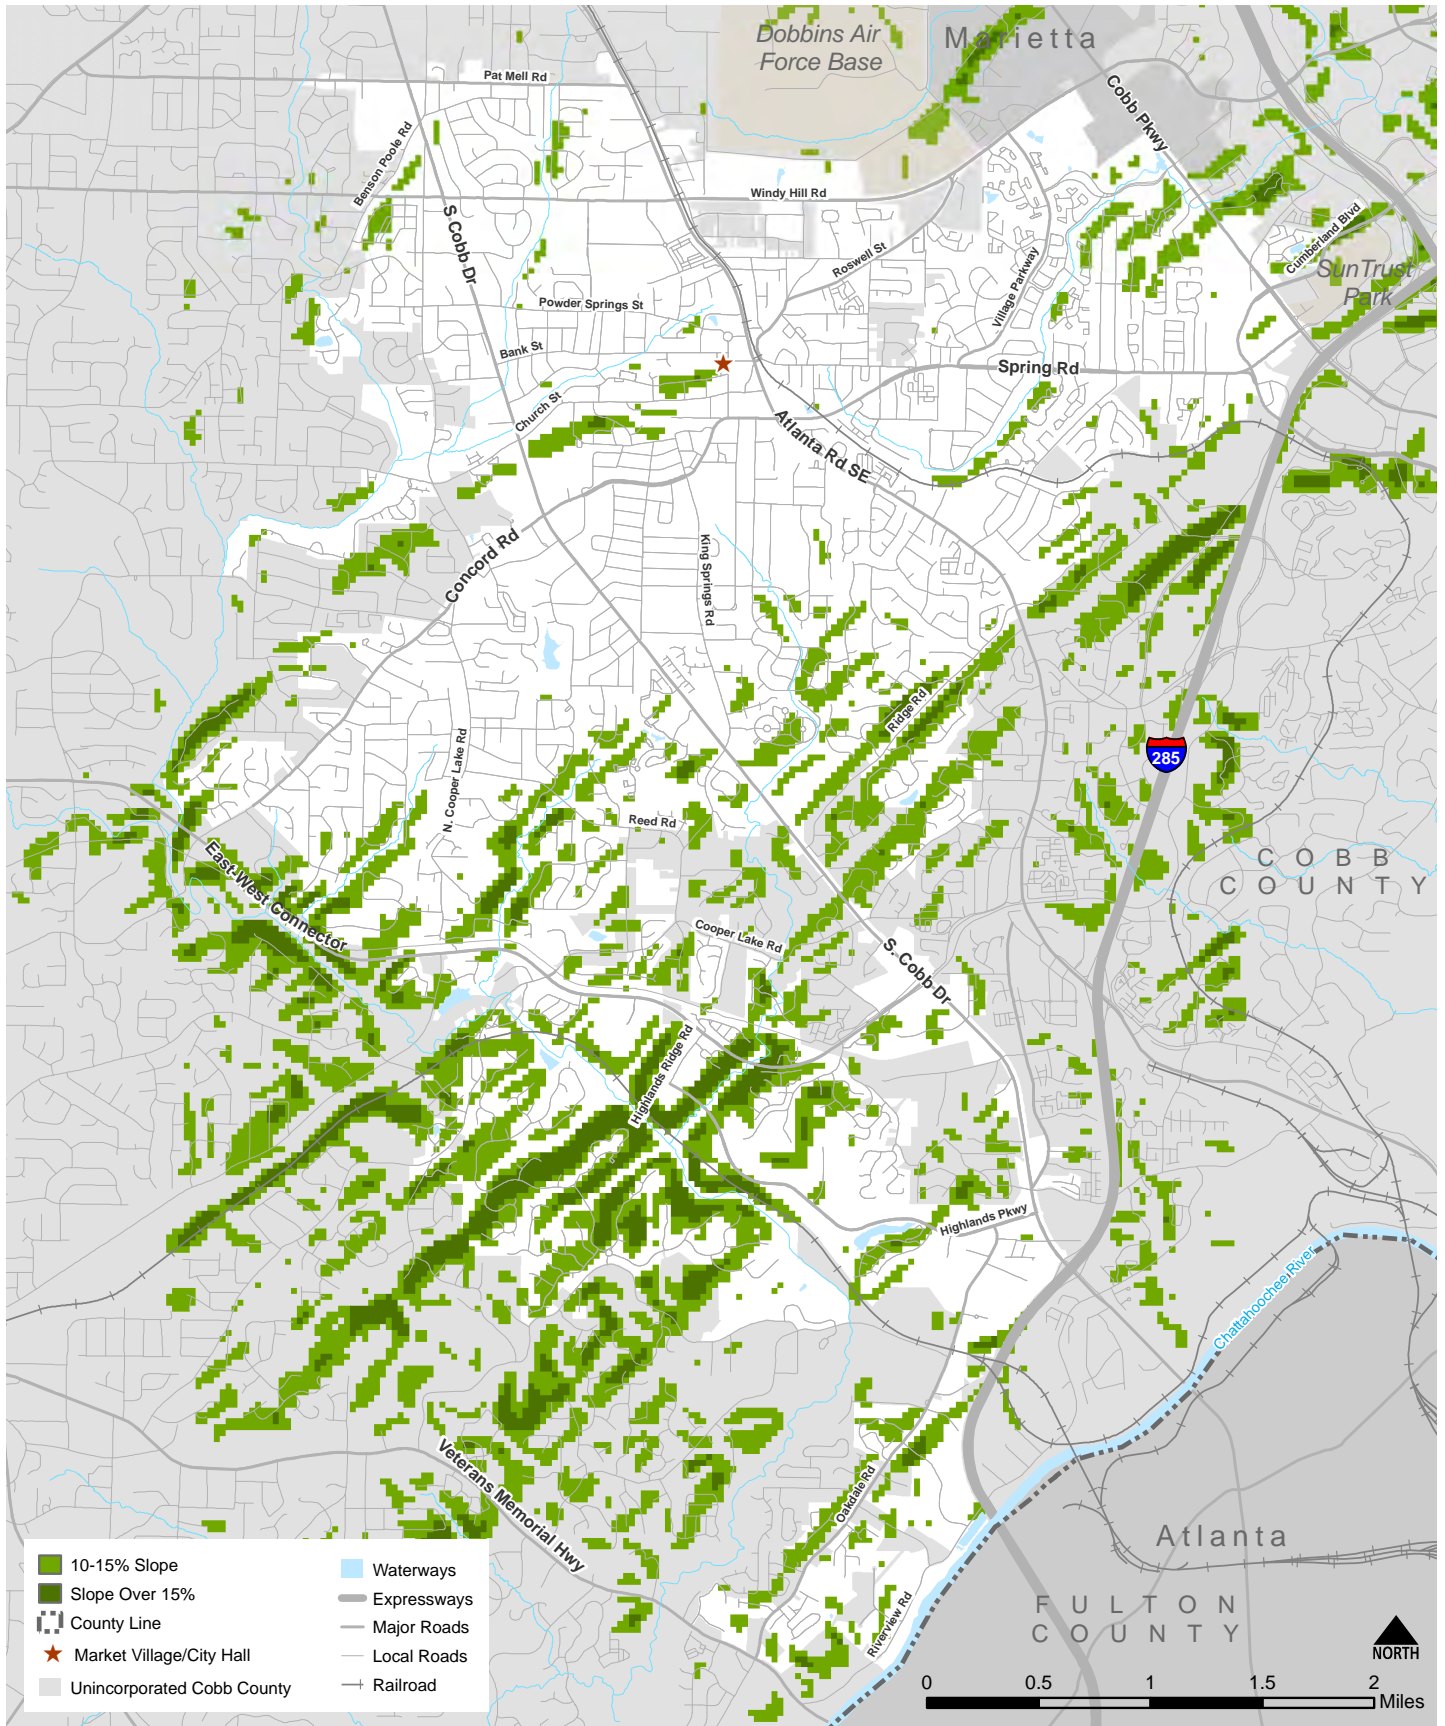 Dobbins Air
Force Base
Marietta
Pat Mell Rd
Cobb Pkwy
Benson Poole Rd
Windy Hill Rd
S Cobb Dr
Roswell St
Cumberland Blvd
SunTrust
Park
Village Parkway
Powder Springs St
Bank St
Spring Rd
Church St
Atlanta Rd SE
Concord Rd
King Springs Rd
Ridge Rd
N. Cooper Lake Rd
285
Reed Rd
COBB
COUNTY
East-West Connector
Cooper Lake Rd
S. Cobb Dr
Highlands Ridge Rd
Highlands Pkwy
Chattahoochee River
Veterans Memorial Hwy
Oakdale Rd
Riverview Rd
Atlanta
FULTON
COUNTY
10-15% Slope
Slope Over 15%
County Line
Market Village/City Hall
Unincorporated Cobb County
Waterways
Expressways
Major Roads
Local Roads
Railroad
NORTH
0 0.5 1 1.5 2
Miles